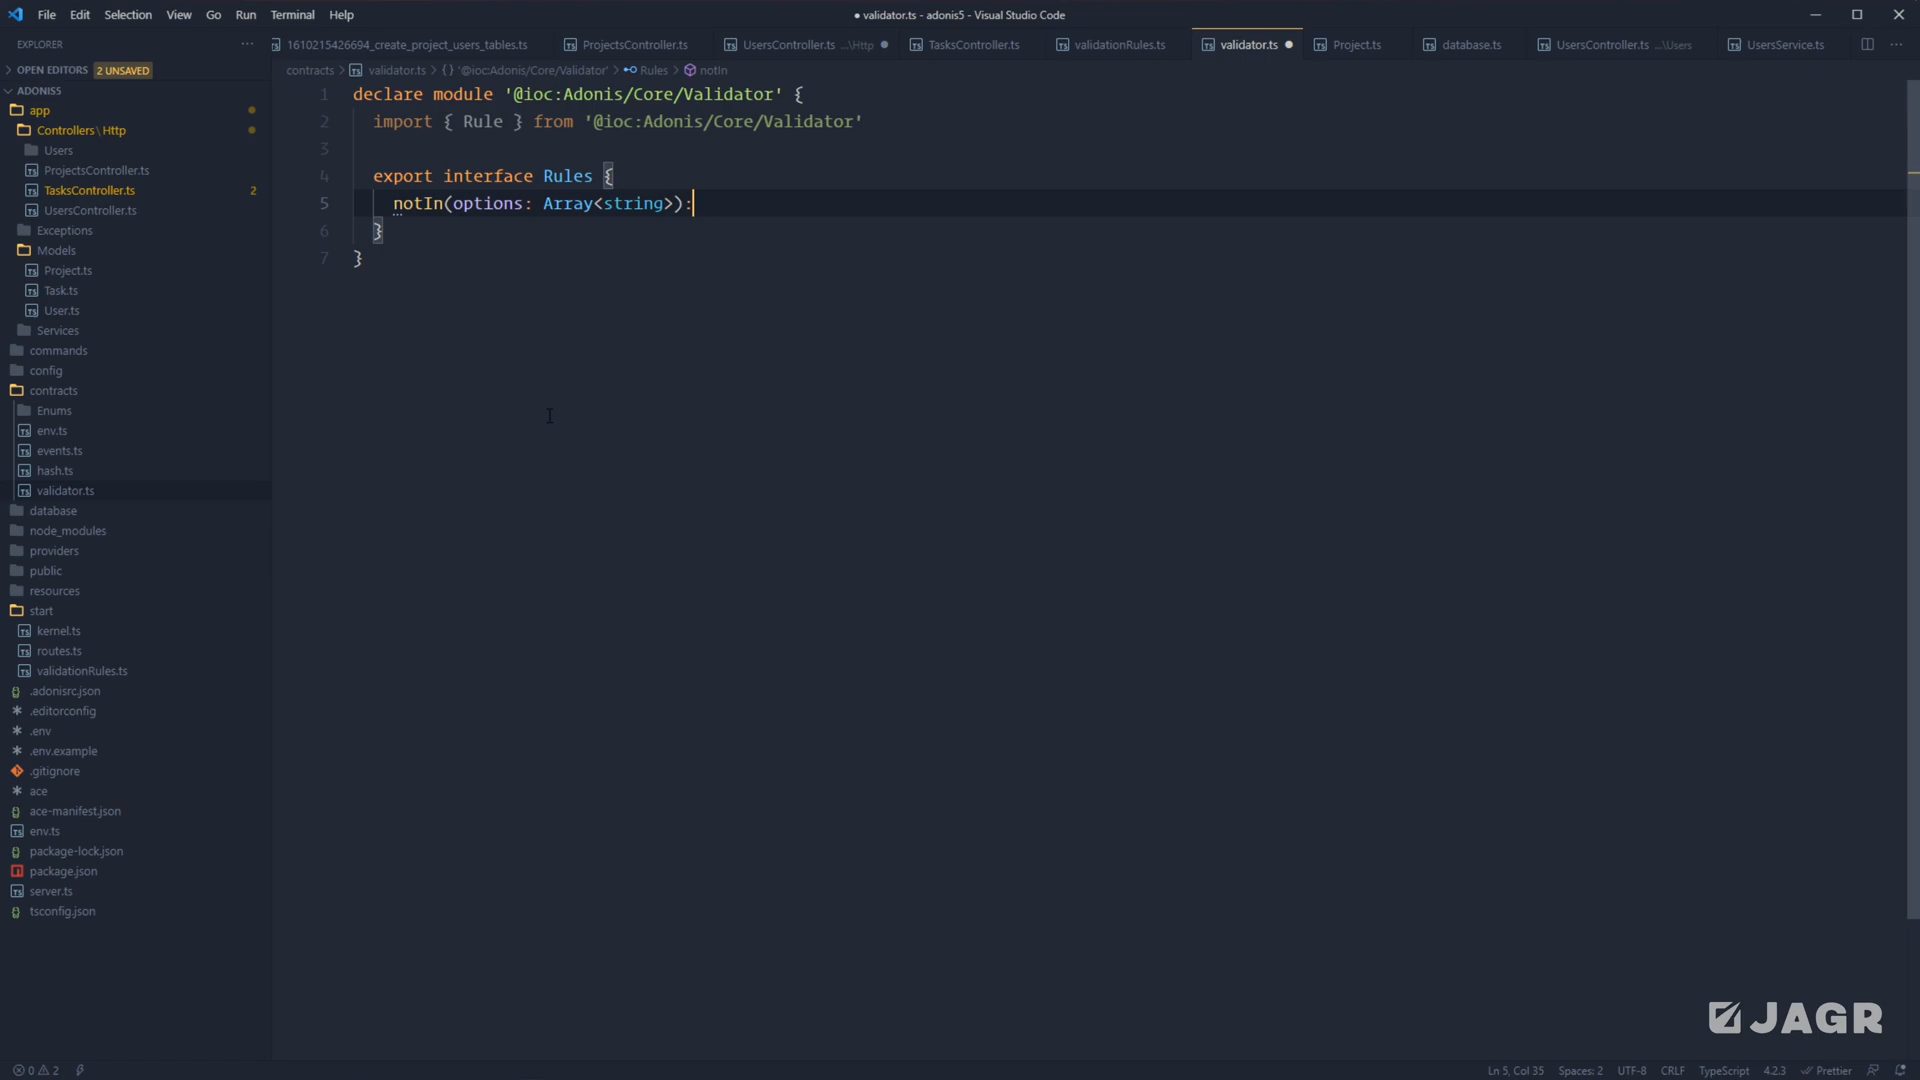 File Edit Selection View Go Run Terminal Help
● validator.ts - adonis5 - Visual Studio Code
EXPLORER
1610215426694_create_project_users_tables.ts
ProjectsController.ts
UsersController.ts ...\Http
TasksController.ts
validationRules.ts
validator.ts
Project.ts
database.ts
UsersController.ts ...\Users
UsersService.ts
OPEN EDITORS 2 UNSAVED
contracts > validator.ts > {} '@ioc:Adonis/Core/Validator' > Rules > notIn
ADONIS5
app
Controllers\Http
Users
ProjectsController.ts
TasksController.ts 2
UsersController.ts
Exceptions
Models
Project.ts
Task.ts
User.ts
Services
commands
config
contracts
Enums
env.ts
events.ts
hash.ts
validator.ts
database
node_modules
providers
public
resources
start
kernel.ts
routes.ts
validationRules.ts
.adonisrc.json
.editorconfig
.env
.env.example
.gitignore
ace
ace-manifest.json
env.ts
package-lock.json
package.json
server.ts
tsconfig.json
1 declare module '@ioc:Adonis/Core/Validator' {
2 import { Rule } from '@ioc:Adonis/Core/Validator'
3
4 export interface Rules {
5 notIn(options: Array<string>):
6 }
7 }
JAGR
0 2
Ln 5, Col 35 Spaces: 2 UTF-8 CRLF TypeScript 4.2.3 Prettier